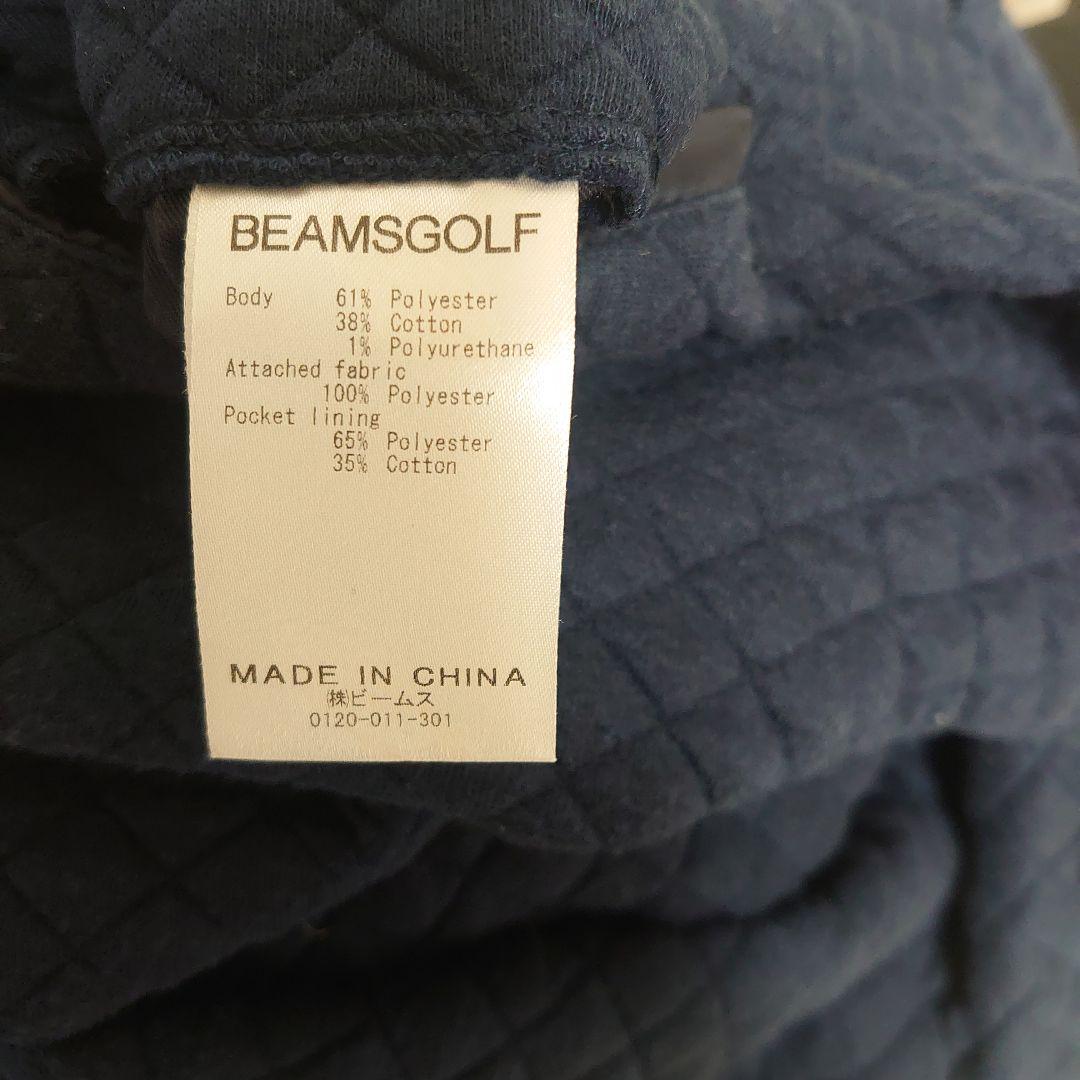 BEAMSGOLF
Body 61% Polyester
38% Cotton
1% Polyurethane
Attached fabric
100% Polyester
Pocket lining
65% Polyester
35% Cotton
MADE IN CHINA
㈱ビームス
0120-011-301